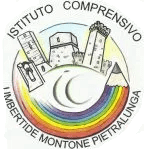 ISTITUTO COMPRENSIVO
UMBERTIDE MONTONE PIETRALUNGA